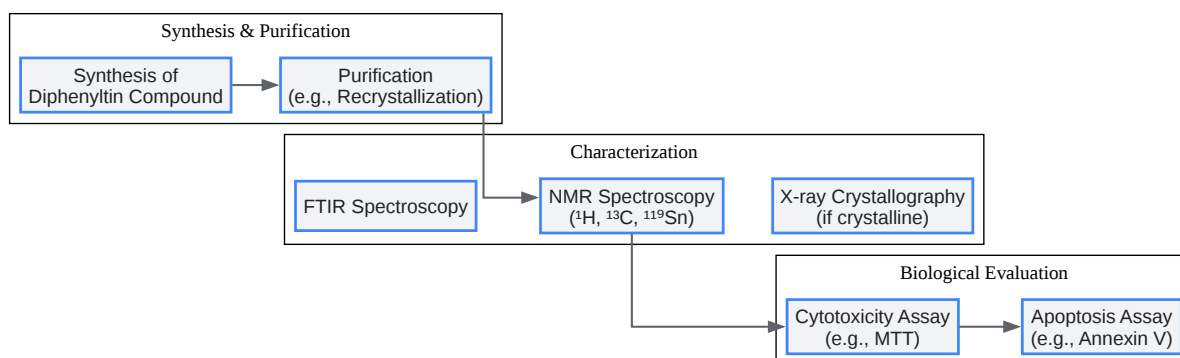 Synthesis & Purification
Synthesis of
Diphenyltin Compound
Purification
(e.g., Recrystallization)
Characterization
FTIR Spectroscopy
NMR Spectroscopy
(¹H, ¹³C, ¹¹⁹Sn)
X-ray Crystallography
(if crystalline)
Biological Evaluation
Cytotoxicity Assay
(e.g., MTT)
Apoptosis Assay
(e.g., Annexin V)